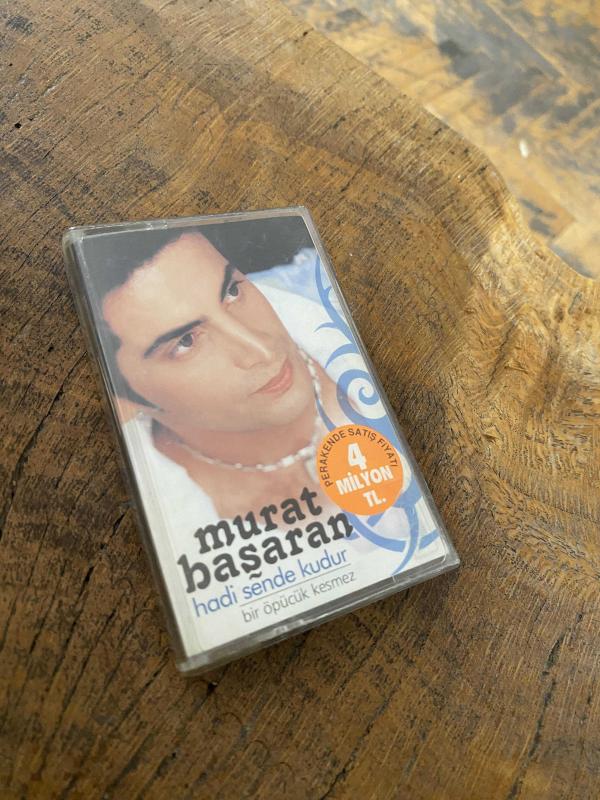 PERAKENDE SATIŞ FİYATI
4
MİLYON
TL.
murat
başaran
hadi sende kudur
bir öpücük kesmez